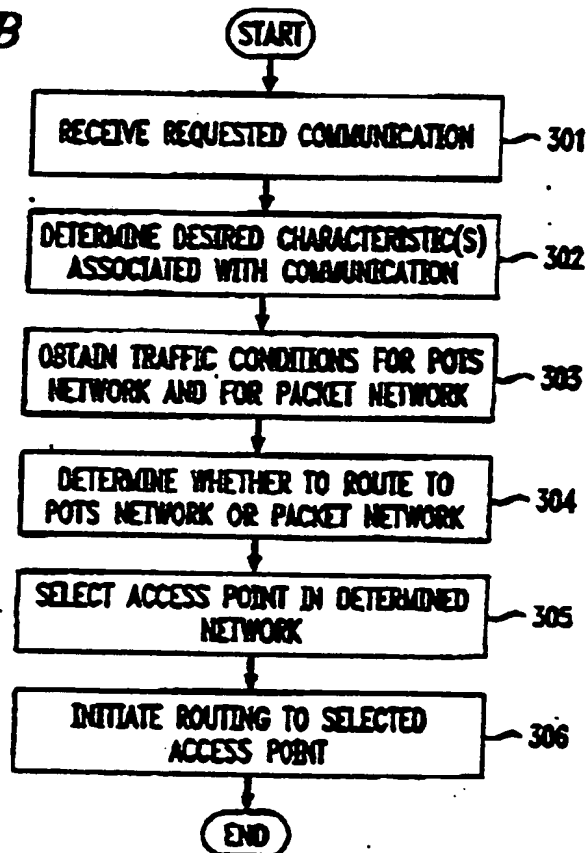 B
START
RECEIVE REQUESTED COMMUNICATION
301
DETERMINE DESIRED CHARACTERISTIC(S)
ASSOCIATED WITH COMMUNICATION
302
OBTAIN TRAFFIC CONDITIONS FOR POTS
NETWORK AND FOR PACKET NETWORK
303
DETERMINE WHETHER TO ROUTE TO
POTS NETWORK OR PACKET NETWORK
304
SELECT ACCESS POINT IN DETERMINED
NETWORK
305
INITIATE ROUTING TO SELECTED
ACCESS POINT
306
END